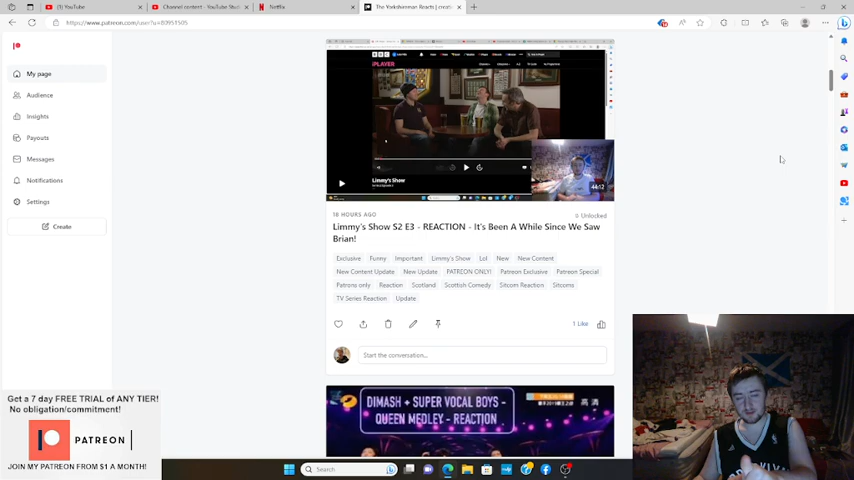 (3) YouTube
Channel content - YouTube Studio
Netflix
The Yorkshireman Reacts | creati
https://www.patreon.com/user?u=80951505
My page
Audience
Insights
Payouts
Messages
Notifications
Settings
Create
iPLAYER
Limmy's Show
44:12
18 HOURS AGO
Unlocked
Limmy's Show S2 E3 - REACTION - It's Been A While Since We Saw
Brian!
Exclusive Funny Important Limmy's Show Lol New New Content
New Content Update New Update PATREON ONLY! Patreon Exclusive Patreon Special
Patrons only Reaction Scotland Scottish Comedy Sitcom Reaction Sitcoms
TV Series Reaction Update
1 Like
Start the conversation...
DIMASH + SUPER VOCAL BOYS -
QUEEN MEDLEY - REACTION
高清
Get a 7 day FREE TRIAL of ANY TIER!
No obligation/commitment!
PATREON
JOIN MY PATREON FROM $1 A MONTH!
Search